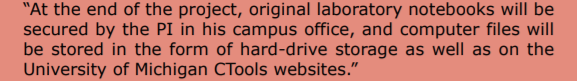 “At the end of the project, original laboratory notebooks will be
secured by the PI in his campus office, and computer files will
be stored in the form of hard-drive storage as well as on the
University of Michigan CTools websites.”